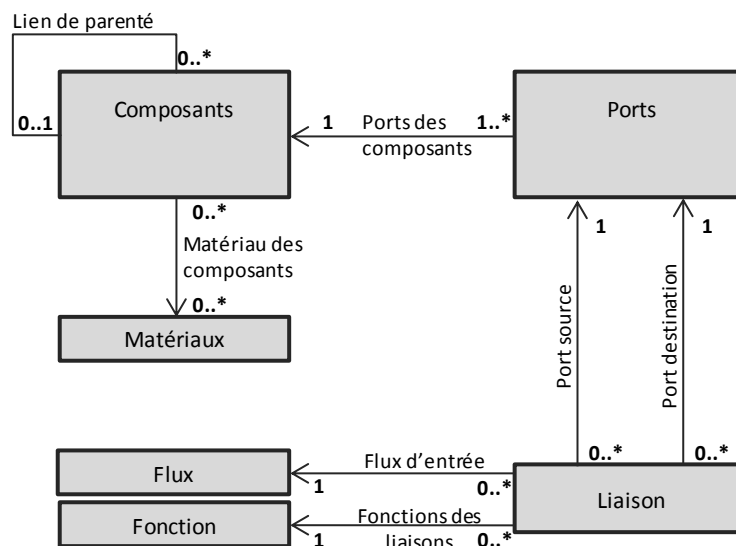 Lien de parenté
0..*
Composants
0..1
1
Ports des
composants
1..*
Ports
0..*
Matériau des
composants
0..*
Matériaux
1
1
Port source
Port destination
0..*
0..*
Flux
1
Flux d'entrée
0..*
Liaison
Fonction
1
Fonctions des
liaisons
0..*